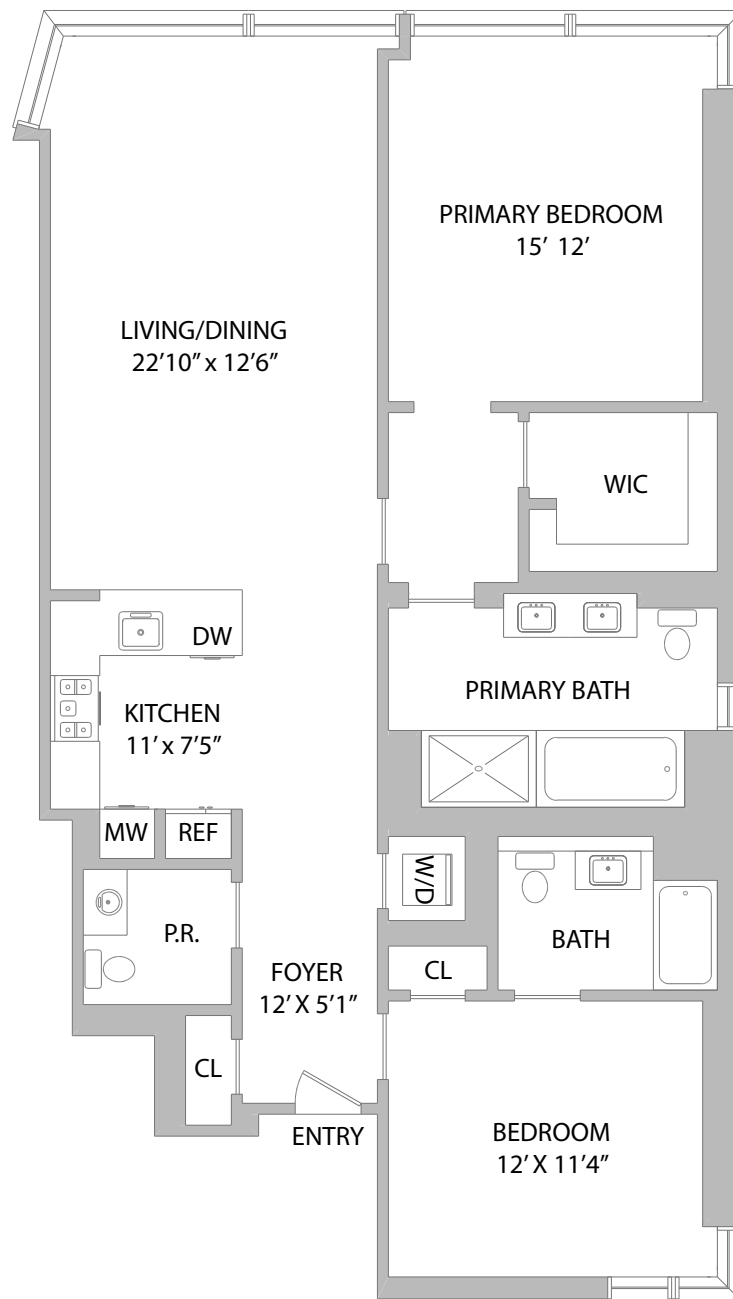 PRIMARY BEDROOM
15’ 12’
LIVING/DINING
22’10” x 12’6”
WIC
DW
PRIMARY BATH
KITCHEN
11’ x 7’5”
MW
REF
W/D
P.R.
BATH
CL
FOYER
12’ X 5’1”
CL
ENTRY
BEDROOM
12’ X 11’4”